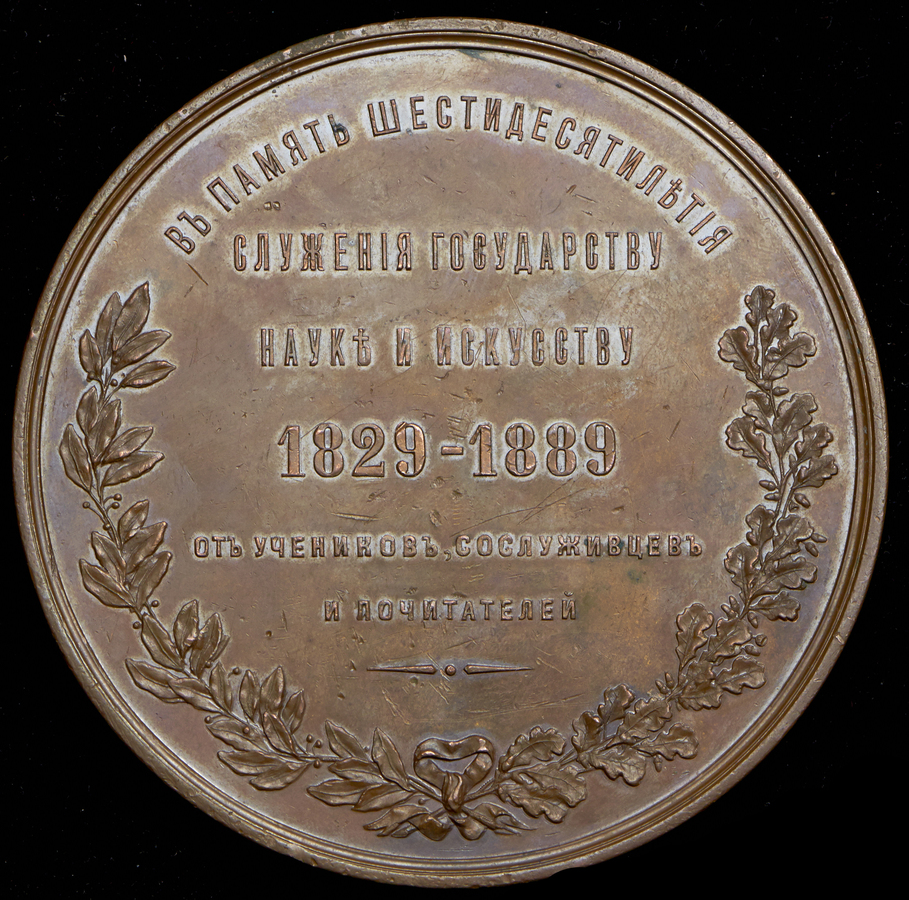 ВЪ ПАМЯТЬ ШЕСТИДЕСЯТИЛѢТІЯ
СЛУЖЕНІЯ ГОСУДАРСТВУ
НАУКѢ И ИСКУССТВУ
1829-1889
ОТЪ УЧЕНИКОВЪ, СОСЛУЖИВЦЕВЪ
И ПОЧИТАТЕЛЕЙ